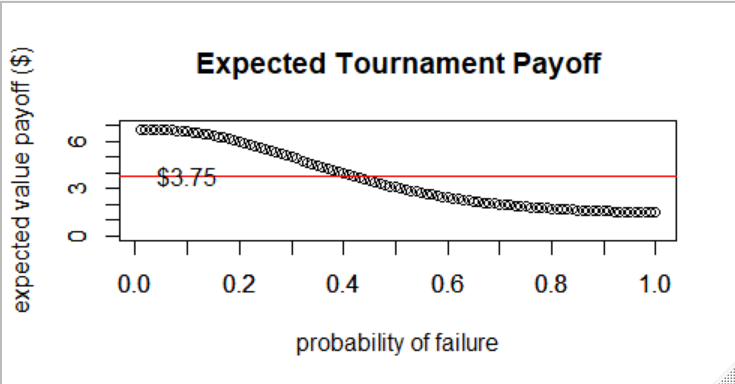 Expected Tournament Payoff
expected value payoff ($)
6
3
0
$3.75
0.0 0.2 0.4 0.6 0.8 1.0
probability of failure